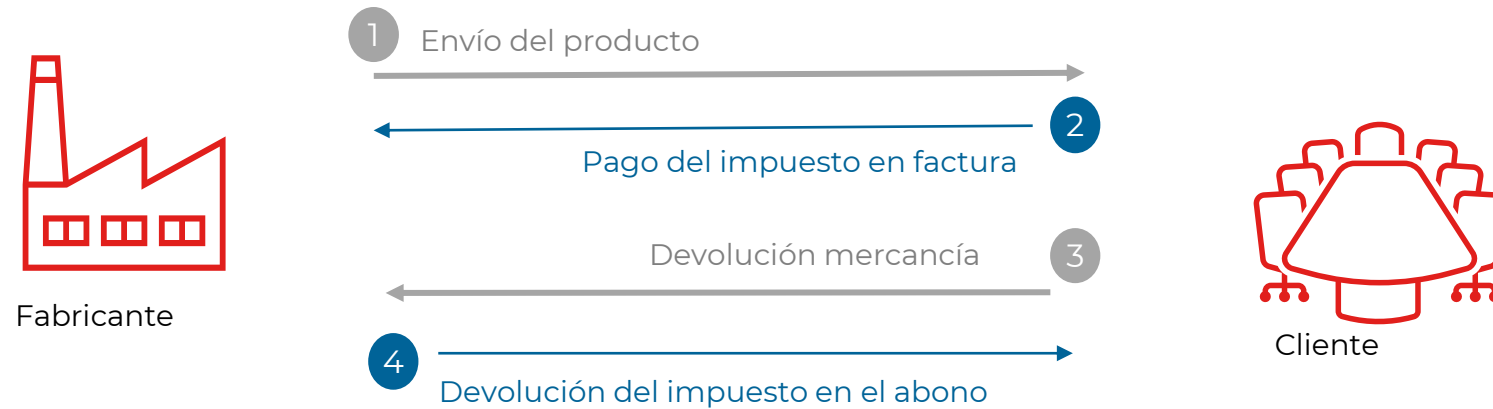 1 Envío del producto
2
Pago del impuesto en factura
Devolución mercancía 3
Fabricante
Cliente
4
Devolución del impuesto en el abono